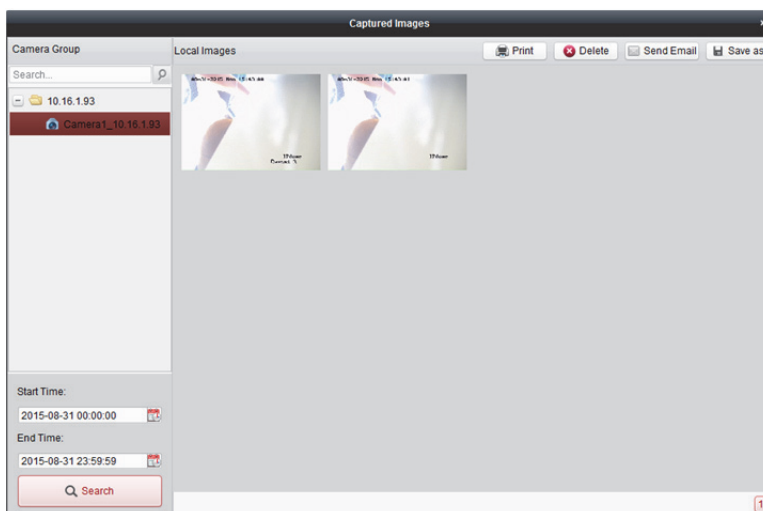 Captured Images
Camera Group
Local Images
Print
Delete
Send Email
Save as
Search...
10.16.1.93
Camera1_10.16.1.93
Start Time:
2015-08-31 00:00:00
End Time:
2015-08-31 23:59:59
Search
1